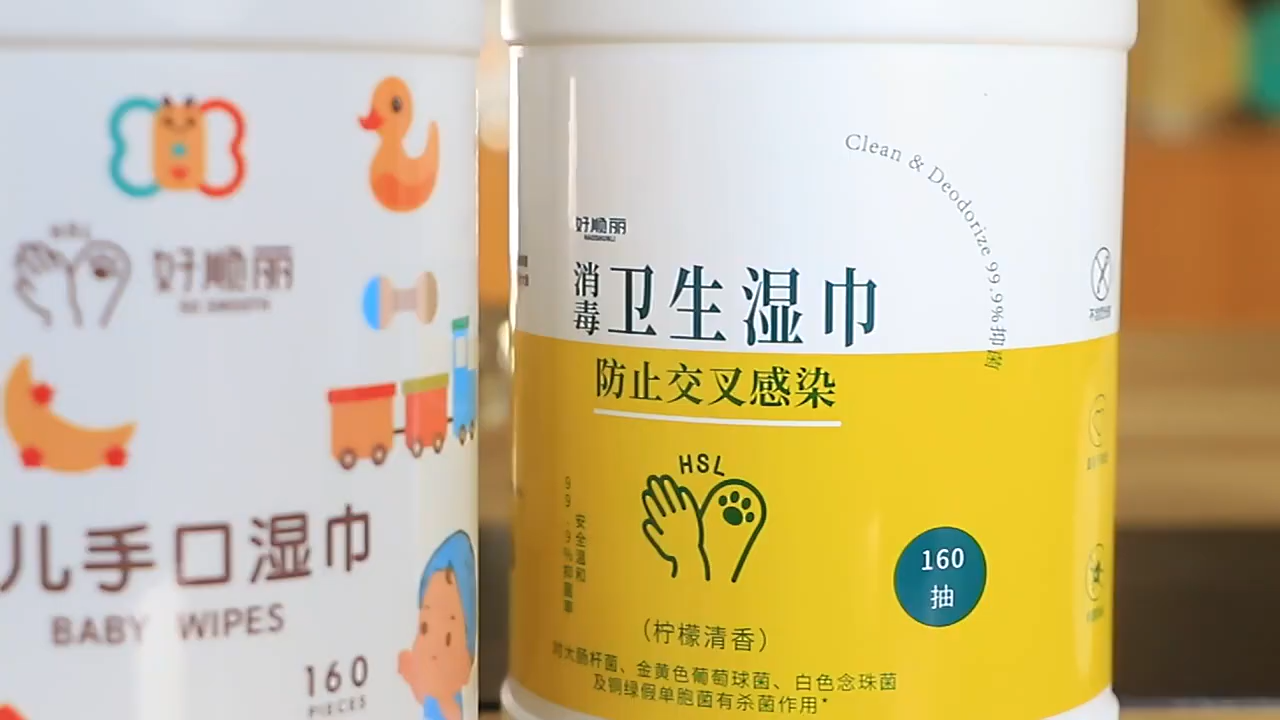 HSL
好顺丽
儿手口湿巾
BABY WIPES
160
PIECES
Clean & Deodorize 99.9%抑菌
好顺丽
HAOSHUNLI
消毒
卫生湿巾
防止交叉感染
HSL
99.9%抑菌率
安全温和
160
抽
(柠檬清香)
对大肠杆菌、金黄色葡萄球菌、白色念珠菌
及铜绿假单胞菌有杀菌作用*